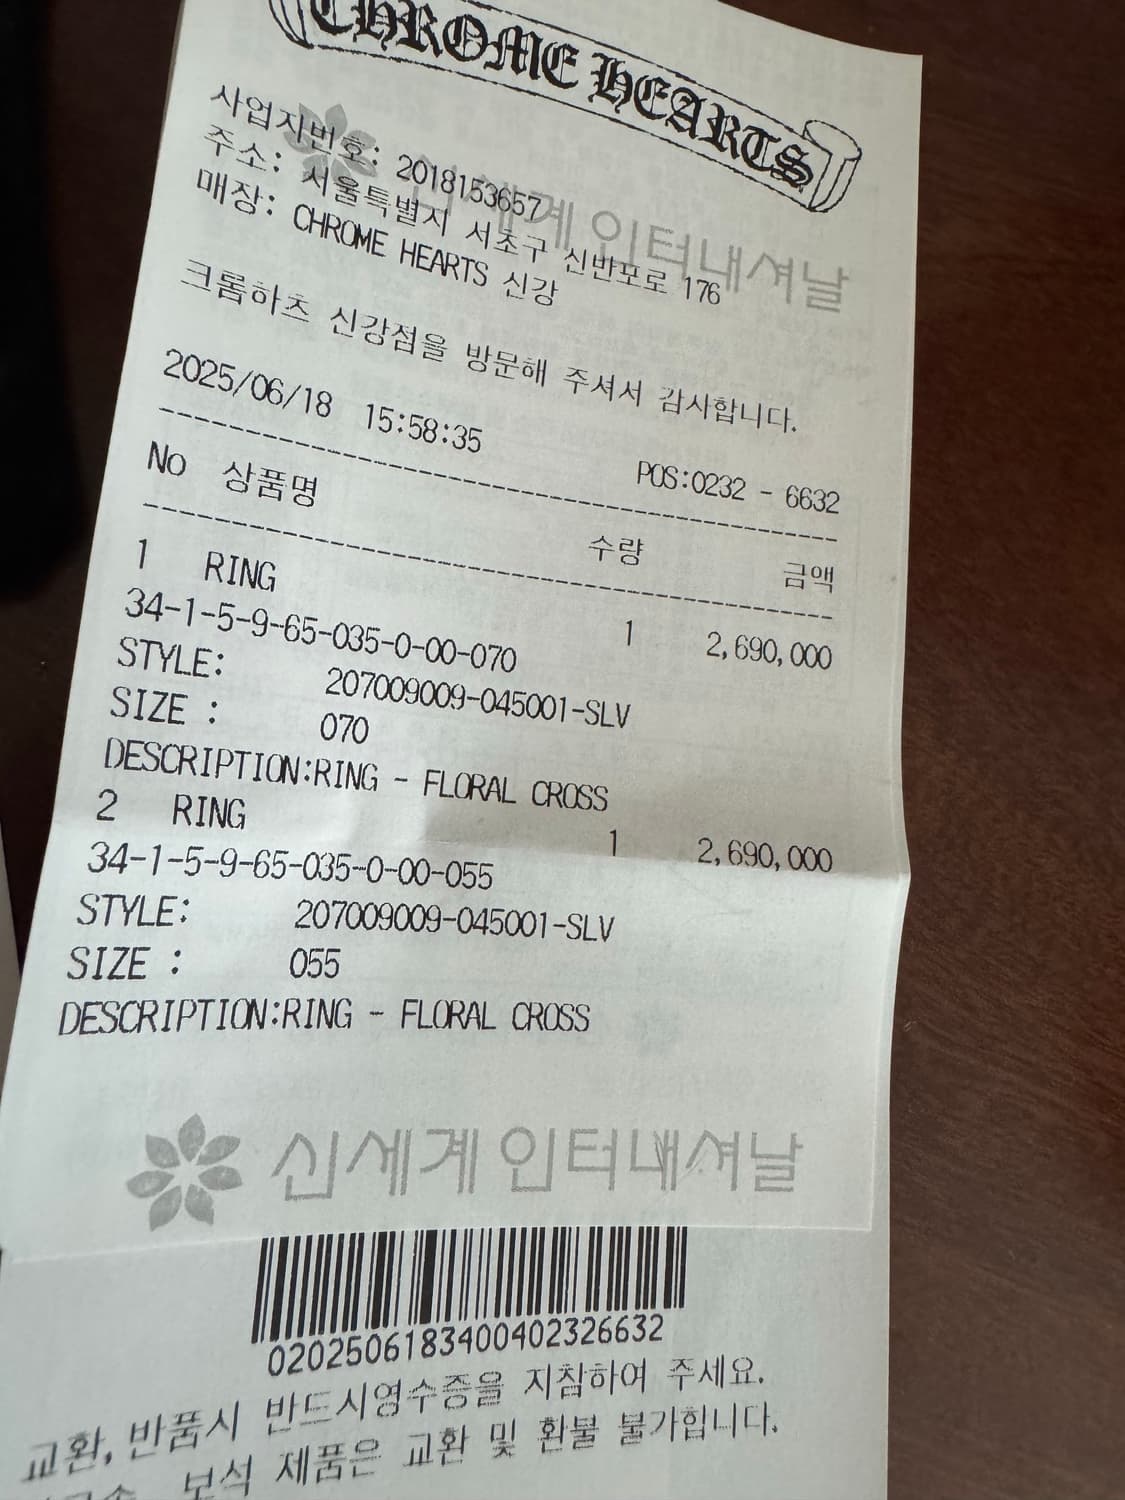 CHROME HEARTS
신세계인터내셔날
사업지번호: 2018153657
주소: 서울특별지 서초구 신반포로 176
매장: CHROME HEARTS 신강
크롬하츠 신강점을 방문해 주셔서 감사합니다.
2025/06/18 15:58:35 POS:0232 - 6632
No 상품명 수량 금액
1 RING 1 2,690,000
34-1-5-9-65-035-0-00-070
STYLE: 207009009-045001-SLV
SIZE : 070
DESCRIPTION:RING - FLORAL CROSS
2 RING 1 2,690,000
34-1-5-9-65-035-0-00-055
STYLE: 207009009-045001-SLV
SIZE : 055
DESCRIPTION:RING - FLORAL CROSS
신세계인터내셔날
0202506183400402326632
교환, 반품시 반드시영수증을 지참하여 주세요.
보석 제품은 교환 및 환불 불가힙니다.